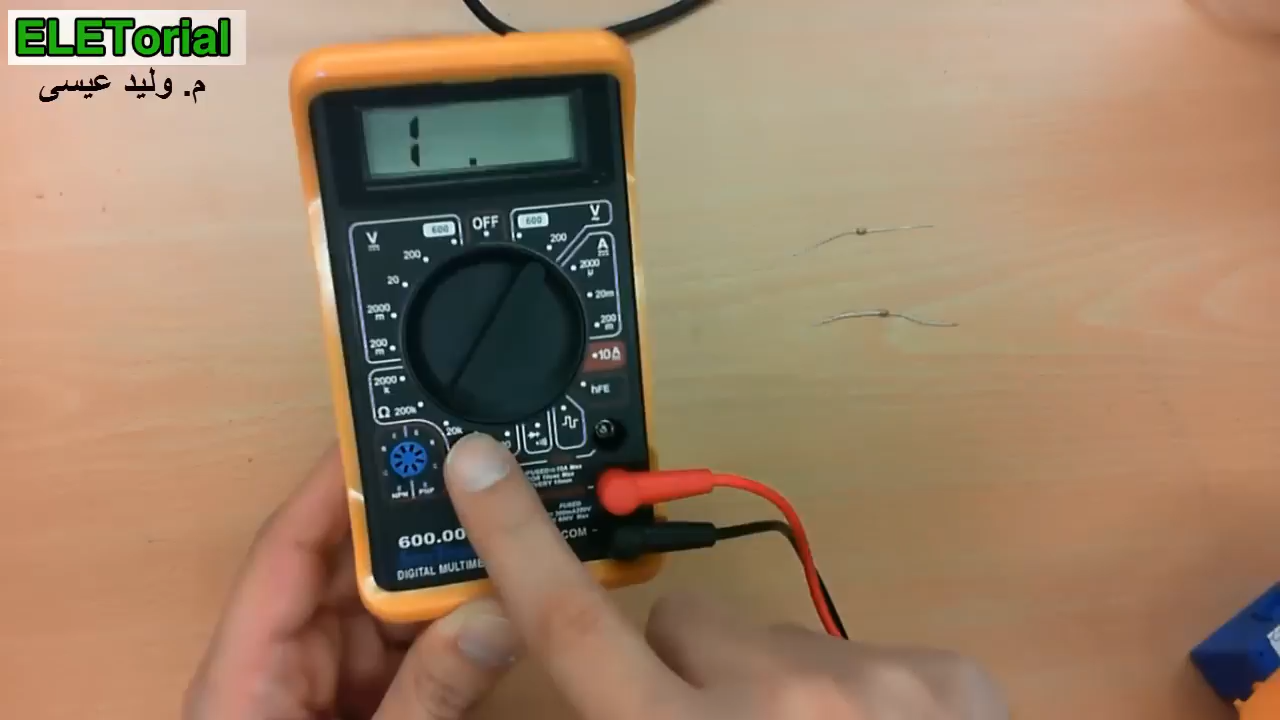 ELETorial
م. وليد عيسى
1 .
OFF
V
600
200
20
2000
m
200
m
600
V
200
A
2000
μ
20m
200
m
10A
hFE
2000
k
Ω
200k
20k
NPN
PNP
600.00
COM
DIGITAL MULTIME